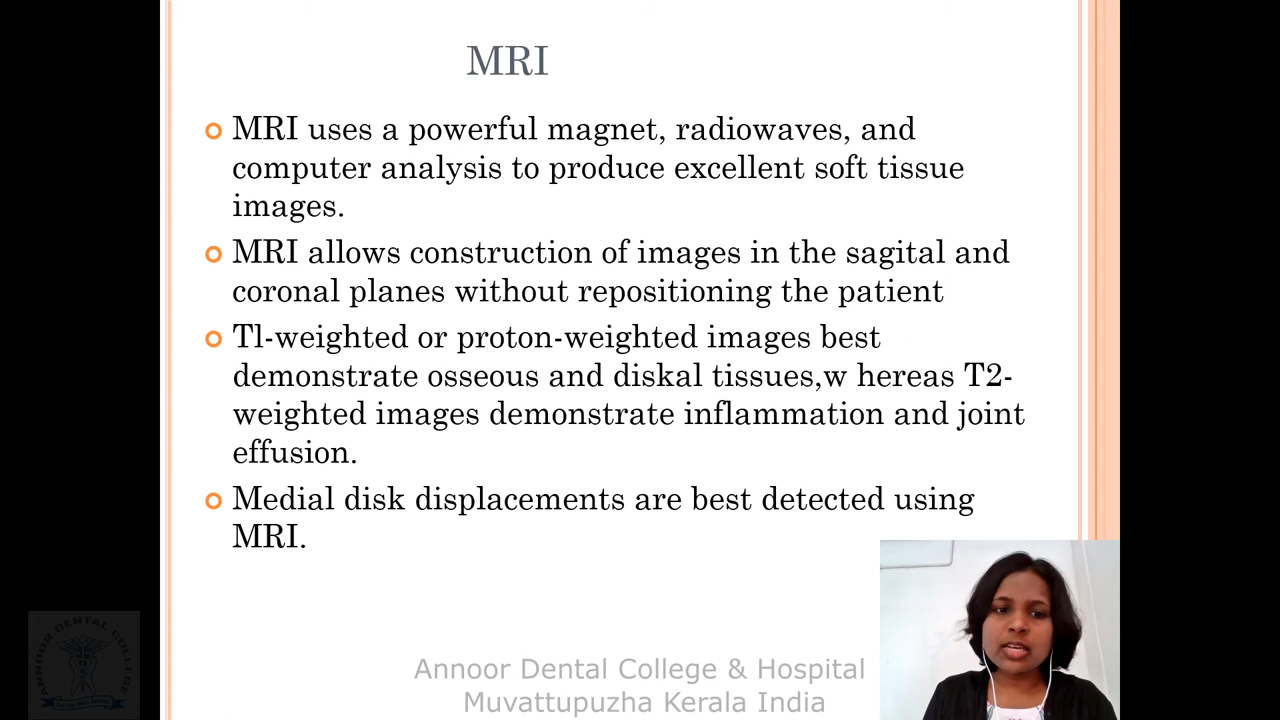 MRI
MRI uses a powerful magnet, radiowaves, and
computer analysis to produce excellent soft tissue
images.
MRI allows construction of images in the sagital and
coronal planes without repositioning the patient
Tl-weighted or proton-weighted images best
demonstrate osseous and diskal tissues,w hereas T2-
weighted images demonstrate inflammation and joint
effusion.
Medial disk displacements are best detected using
MRI.
ANNOOR DENTAL COLLEGE
Annoor Dental College & Hospital
Muvattupuzha Kerala India